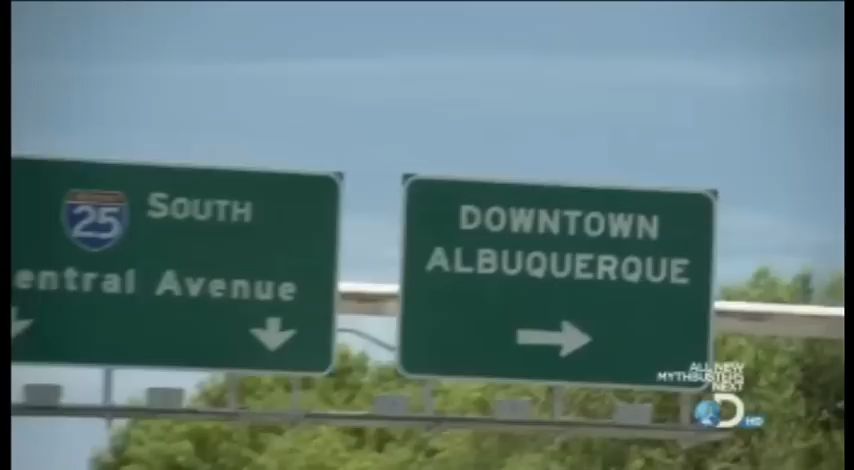 25 SOUTH
entral Avenue
DOWNTOWN
ALBUQUERQUE
ALL NEW
MYTHBUSTERS
NEXT
D HD